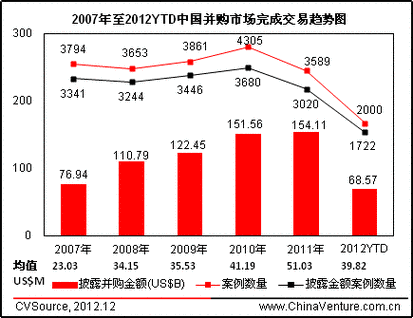 2007年至2012YTD中国并购市场完成交易趋势图
300
200
100
0
3794 3653 3861 4305 3589 2000
3341 3244 3446 3680 3020 1722
76.94 110.79 122.45 151.56 154.11 68.57
2007年 2008年 2009年 2010年 2011年 2012YTD
均值 23.03 34.15 35.53 41.19 51.03 39.82
US$M 披露并购金额(US$B) 案例数量 披露金额案例数量
CVSource, 2012.12 www.ChinaVenture.com.cn